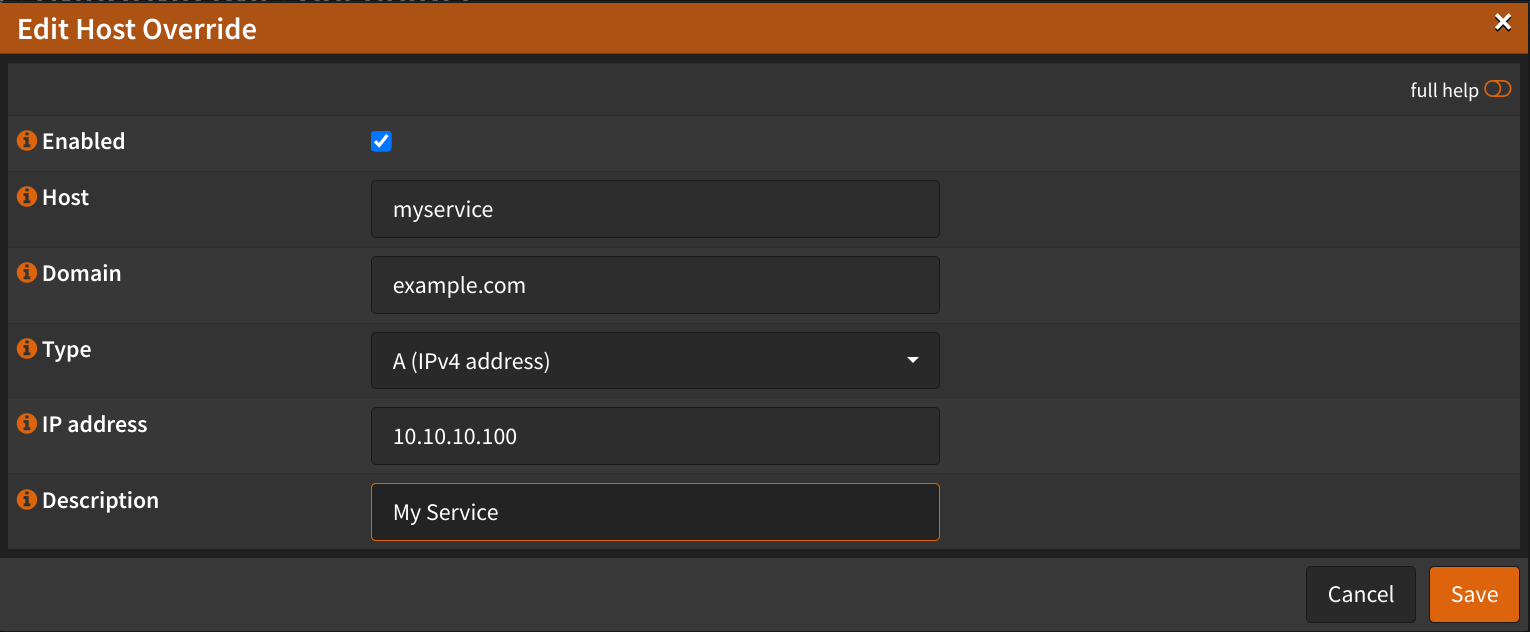 Edit Host Override
full help
Enabled
Host
myservice
Domain
example.com
Type
A (IPv4 address)
IP address
10.10.10.100
Description
My Service
Cancel
Save